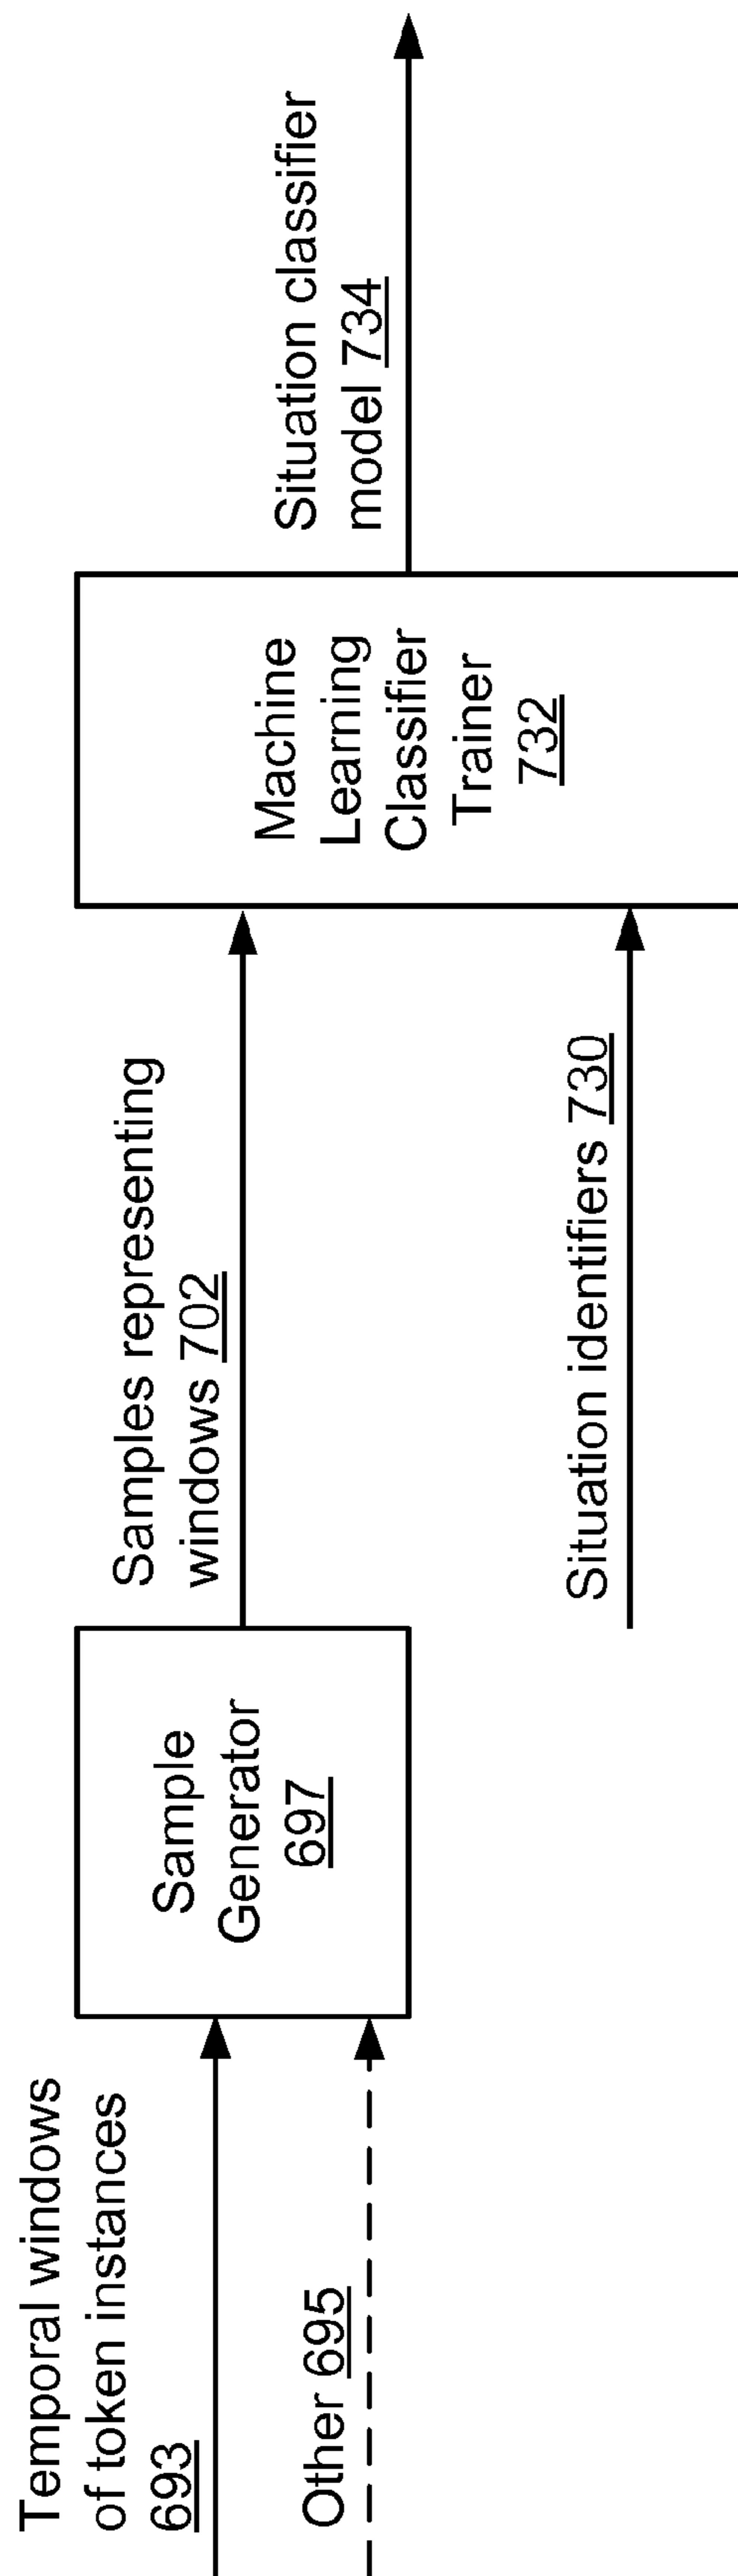 Temporal windows
of token instances
693
Other 695
Sample
Generator
697
Samples representing
windows 702
Situation identifiers 730
Machine
Learning
Classifier
Trainer
732
Situation classifier
model 734